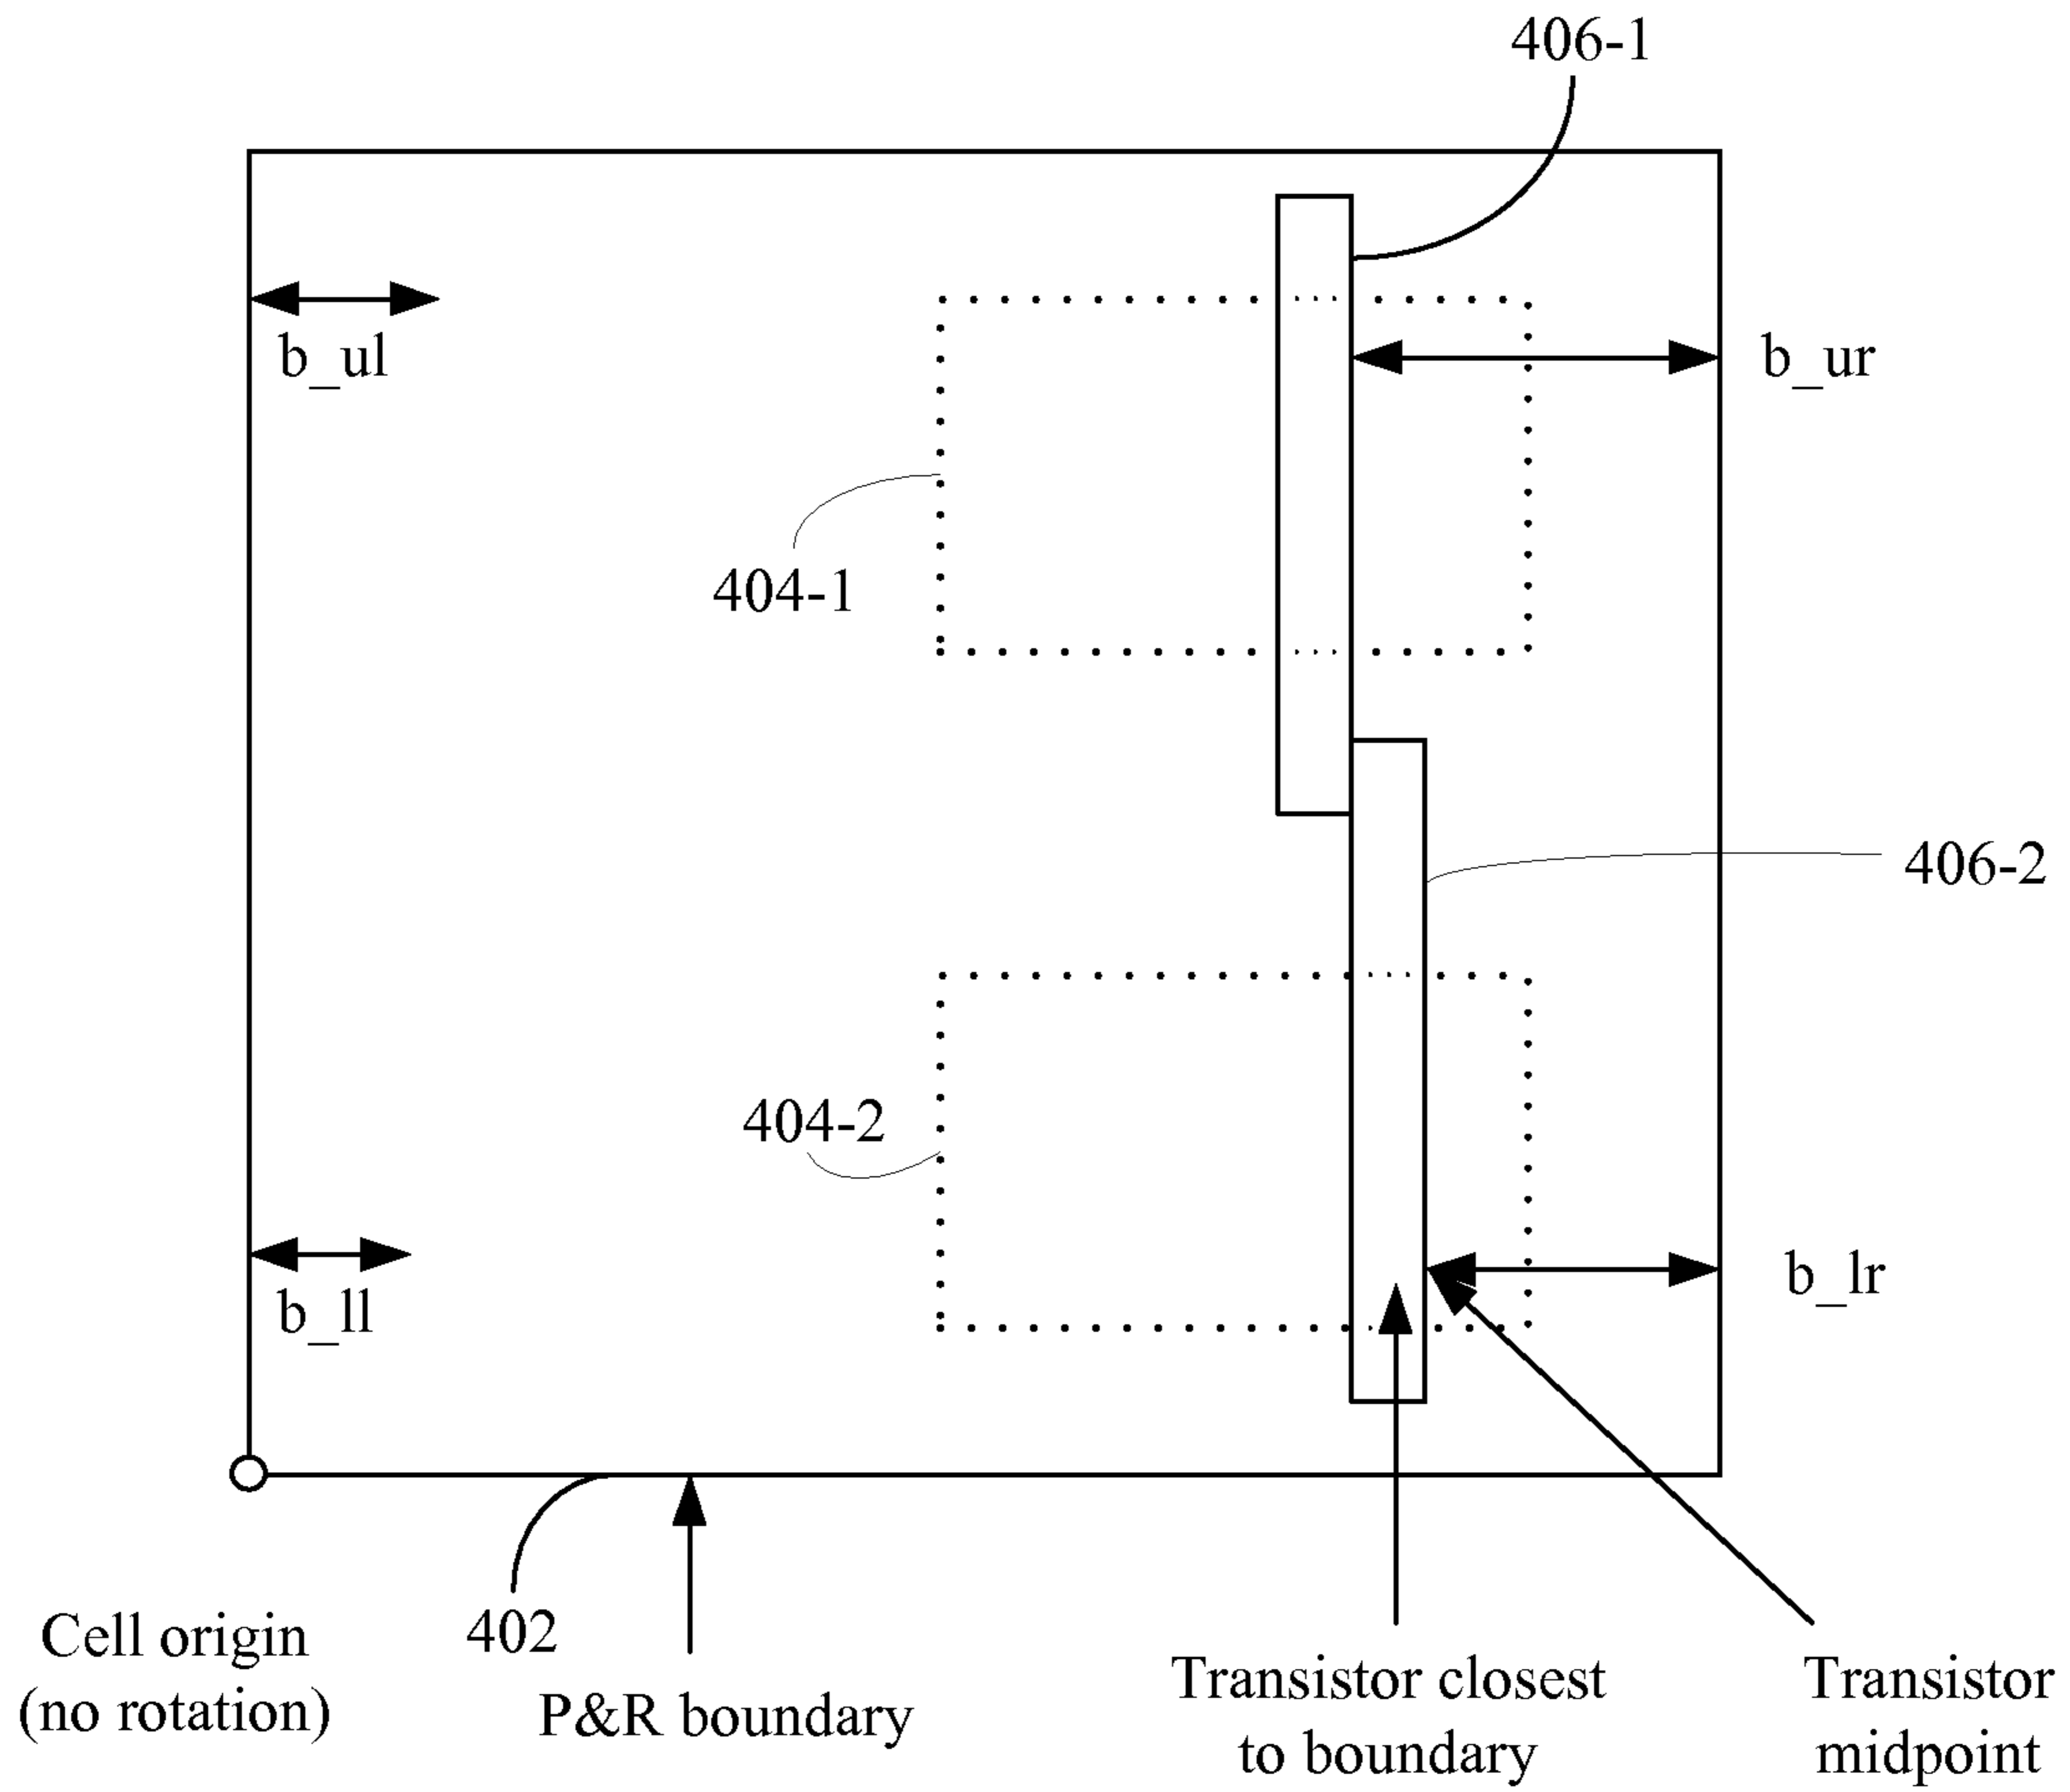 406-1
b_ul
b_ur
404-1
406-2
404-2
b_ll
b_lr
402
Cell origin
(no rotation)
P&R boundary
Transistor closest
to boundary
Transistor
midpoint